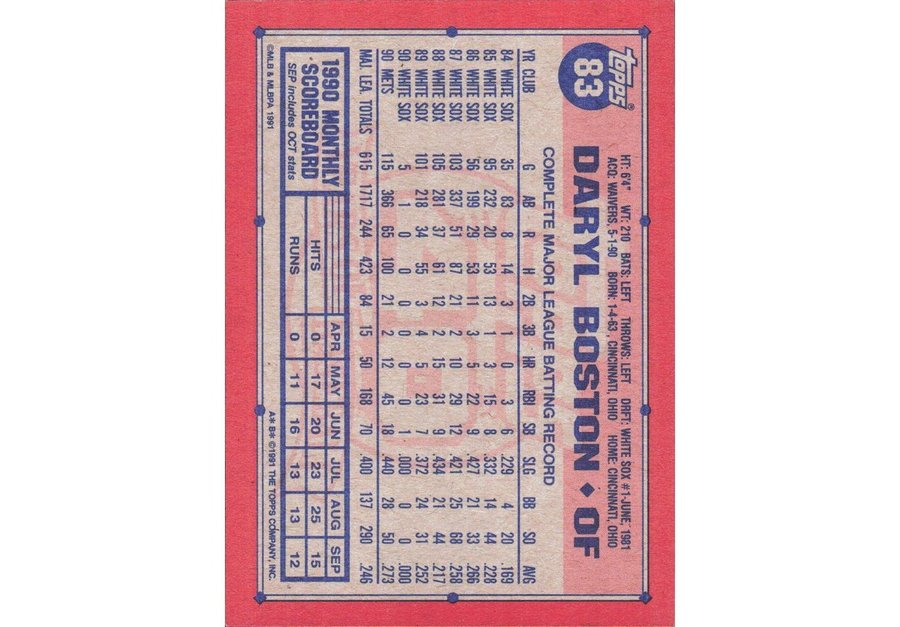 topps®
83
HT: 6'4" WT: 210 BATS: LEFT THROWS: LEFT DRFT: WHITE SOX #1-JUNE, 1981
ACQ: WAIVERS, 5-1-90 BORN: 1-4-63, CINCINNATI, OHIO HOME: CINCINNATI, OHIO
DARYL BOSTON ◆ OF
COMPLETE MAJOR LEAGUE BATTING RECORD
YR CLUB G AB R H 2B 3B HR RBI SB SLG BB SO AVG
84 WHITE SOX 35 83 8 14 3 1 0 3 6 .229 4 20 .169
85 WHITE SOX 95 232 20 53 13 1 3 15 8 .332 14 44 .228
86 WHITE SOX 56 199 29 53 11 3 5 22 9 .427 21 33 .266
87 WHITE SOX 103 337 51 87 21 2 10 29 12 .421 25 68 .258
88 WHITE SOX 105 281 37 61 12 2 15 31 9 .434 21 44 .217
89 WHITE SOX 101 218 34 55 3 4 5 23 7 .372 24 31 .252
90-WHITE SOX 5 1 0 0 0 0 0 0 1 .000 0 0 .000
90 METS 115 366 65 100 21 2 12 45 18 .440 28 50 .273
MAJ. LEA. TOTALS 615 1717 244 423 84 15 50 168 70 .400 137 290 .246
1990 MONTHLY
SCOREBOARD
SEP includes OCT stats
APR MAY JUN JUL AUG SEP
HITS 0 17 20 23 25 15
RUNS 0 11 16 13 13 12
©MLB & MLBPA 1991
A* B* ©1991 THE TOPPS COMPANY, INC.